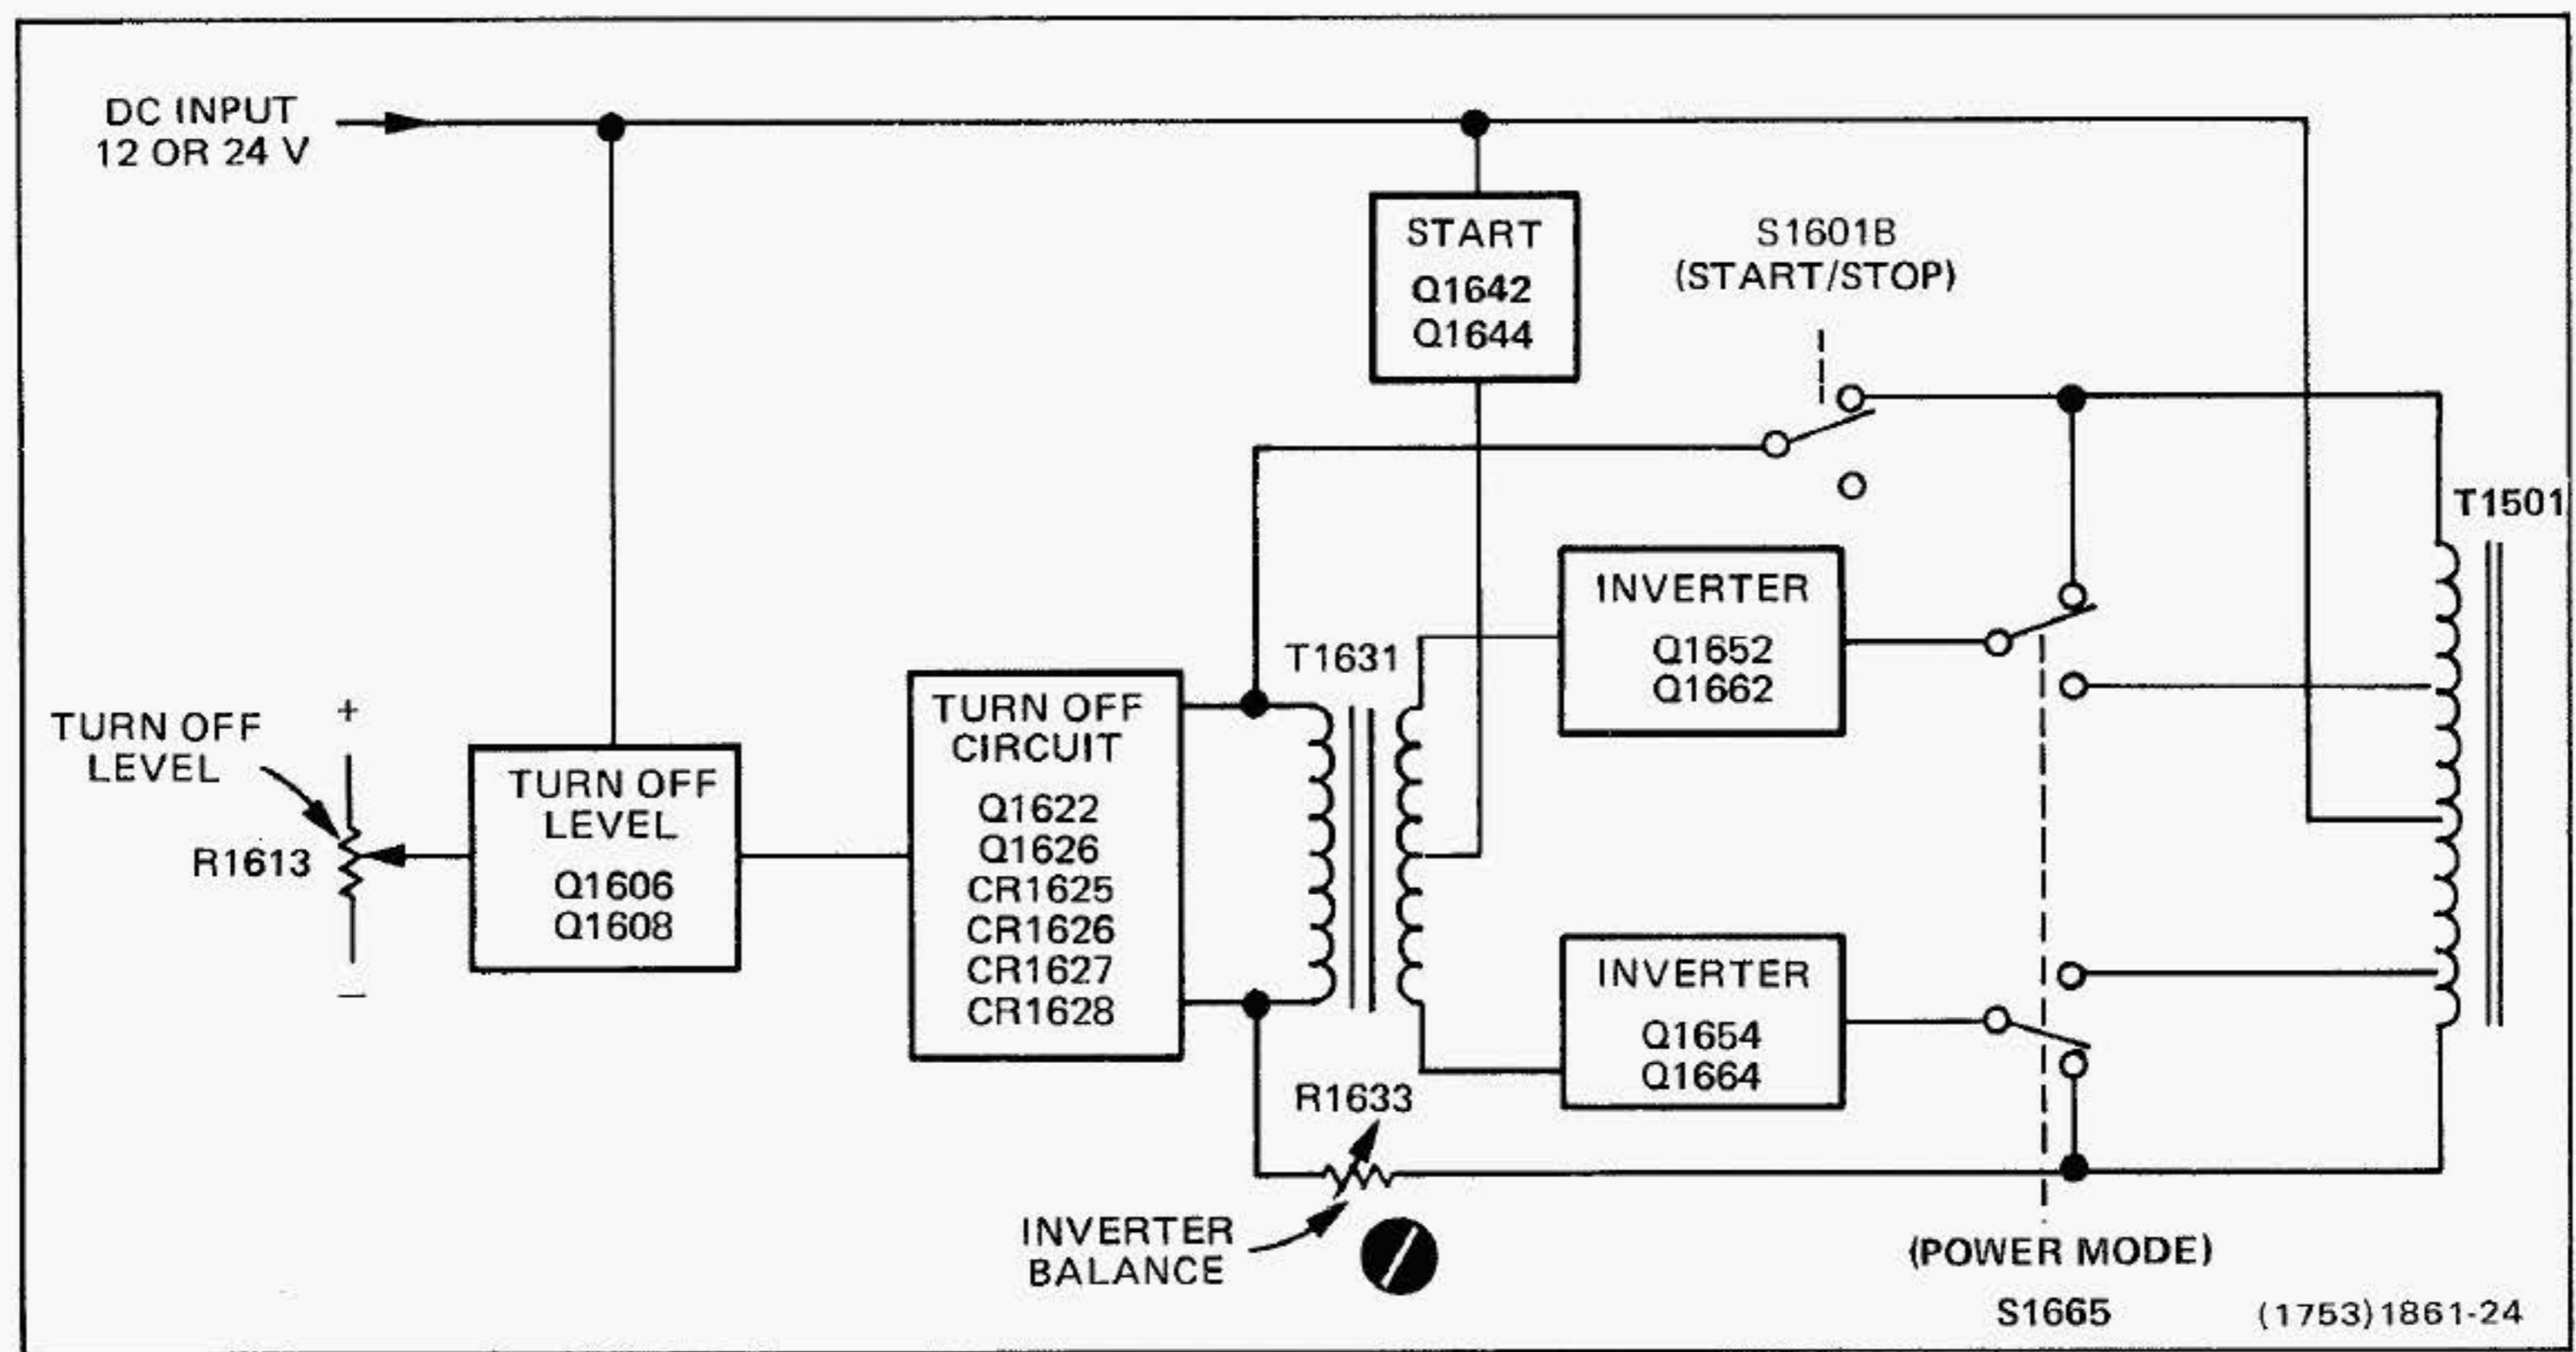 DC INPUT
12 OR 24 V
START
Q1642
Q1644
S1601B
(START/STOP)
T1501
INVERTER
Q1652
Q1662
T1631
TURN OFF
LEVEL
+
R1613
−
TURN OFF
LEVEL
Q1606
Q1608
TURN OFF
CIRCUIT
Q1622
Q1626
CR1625
CR1626
CR1627
CR1628
INVERTER
Q1654
Q1664
R1633
INVERTER
BALANCE
(POWER MODE)
S1665
(1753)1861-24